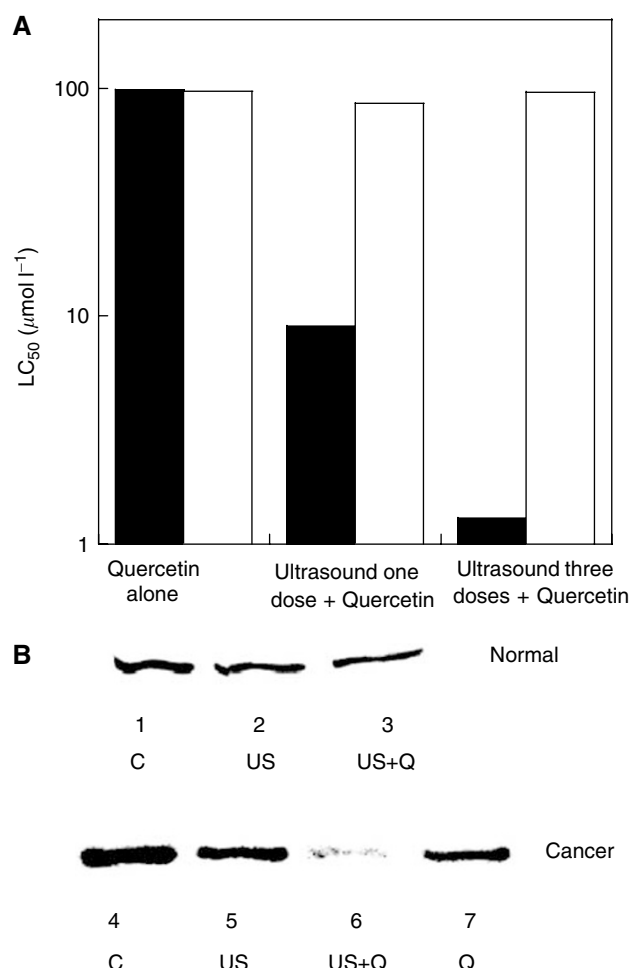 A
LC50 (μmol l−1)
100
10
1
Quercetin
alone
Ultrasound one
dose + Quercetin
Ultrasound three
doses + Quercetin
B
Normal
1 2 3
C US US+Q
Cancer
4 5 6 7
C US US+Q Q